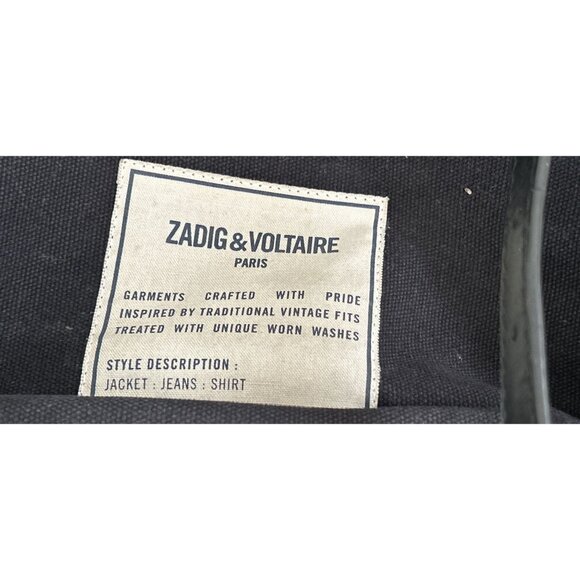 ZADIG & VOLTAIRE
PARIS
GARMENTS CRAFTED WITH PRIDE
INSPIRED BY TRADITIONAL VINTAGE FITS
TREATED WITH UNIQUE WORN WASHES
STYLE DESCRIPTION :
JACKET : JEANS : SHIRT